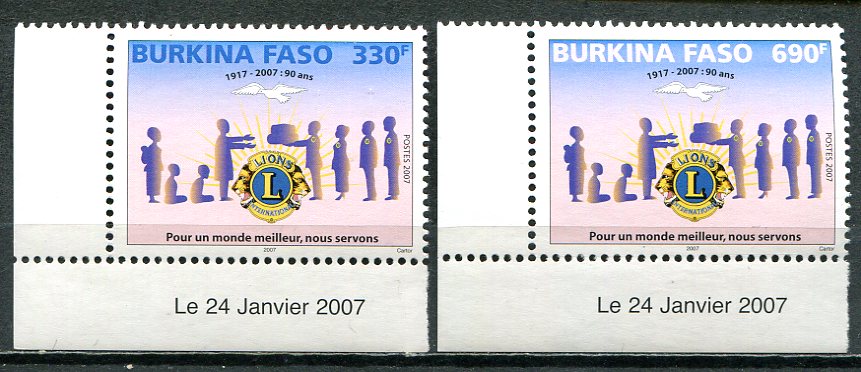 BURKINA FASO 330F
1917 - 2007 : 90 ans
LIONS
L
INTERNATIONAL
POSTES 2007
Pour un monde meilleur, nous servons
2007 Cartor
Le 24 Janvier 2007
BURKINA FASO 690F
1917 - 2007 : 90 ans
LIONS
L
INTERNATIONAL
POSTES 2007
Pour un monde meilleur, nous servons
2007 Cartor
Le 24 Janvier 2007